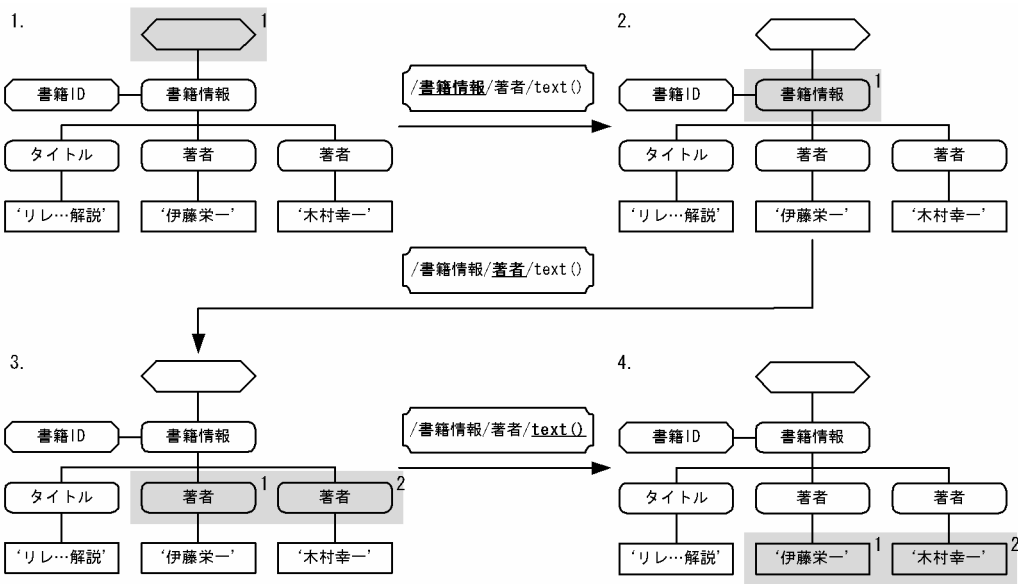 1.
1
書籍ID
書籍情報
タイトル
著者
著者
‘リレ…解説’
‘伊藤栄一’
‘木村幸一’
/書籍情報/著者/text()
2.
書籍ID
書籍情報
1
タイトル
著者
著者
‘リレ…解説’
‘伊藤栄一’
‘木村幸一’
/書籍情報/著者/text()
3.
書籍ID
書籍情報
タイトル
著者
1
著者
2
‘リレ…解説’
‘伊藤栄一’
‘木村幸一’
/書籍情報/著者/text()
4.
書籍ID
書籍情報
タイトル
著者
著者
‘リレ…解説’
‘伊藤栄一’
1
‘木村幸一’
2